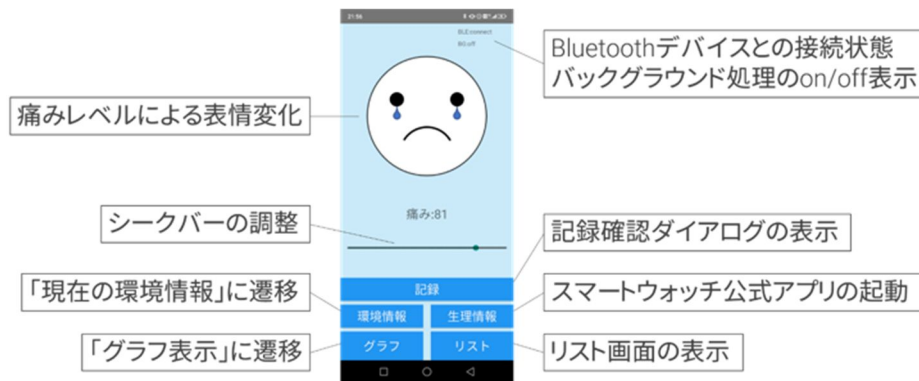 21:56
BLE:connect
BG:off
Bluetoothデバイスとの接続状態
バックグラウンド処理のon/off表示
痛みレベルによる表情変化
痛み:81
シークバーの調整
記録確認ダイアログの表示
記録
「現在の環境情報」に遷移
環境情報
生理情報
スマートウォッチ公式アプリの起動
「グラフ表示」に遷移
グラフ
リスト
リスト画面の表示